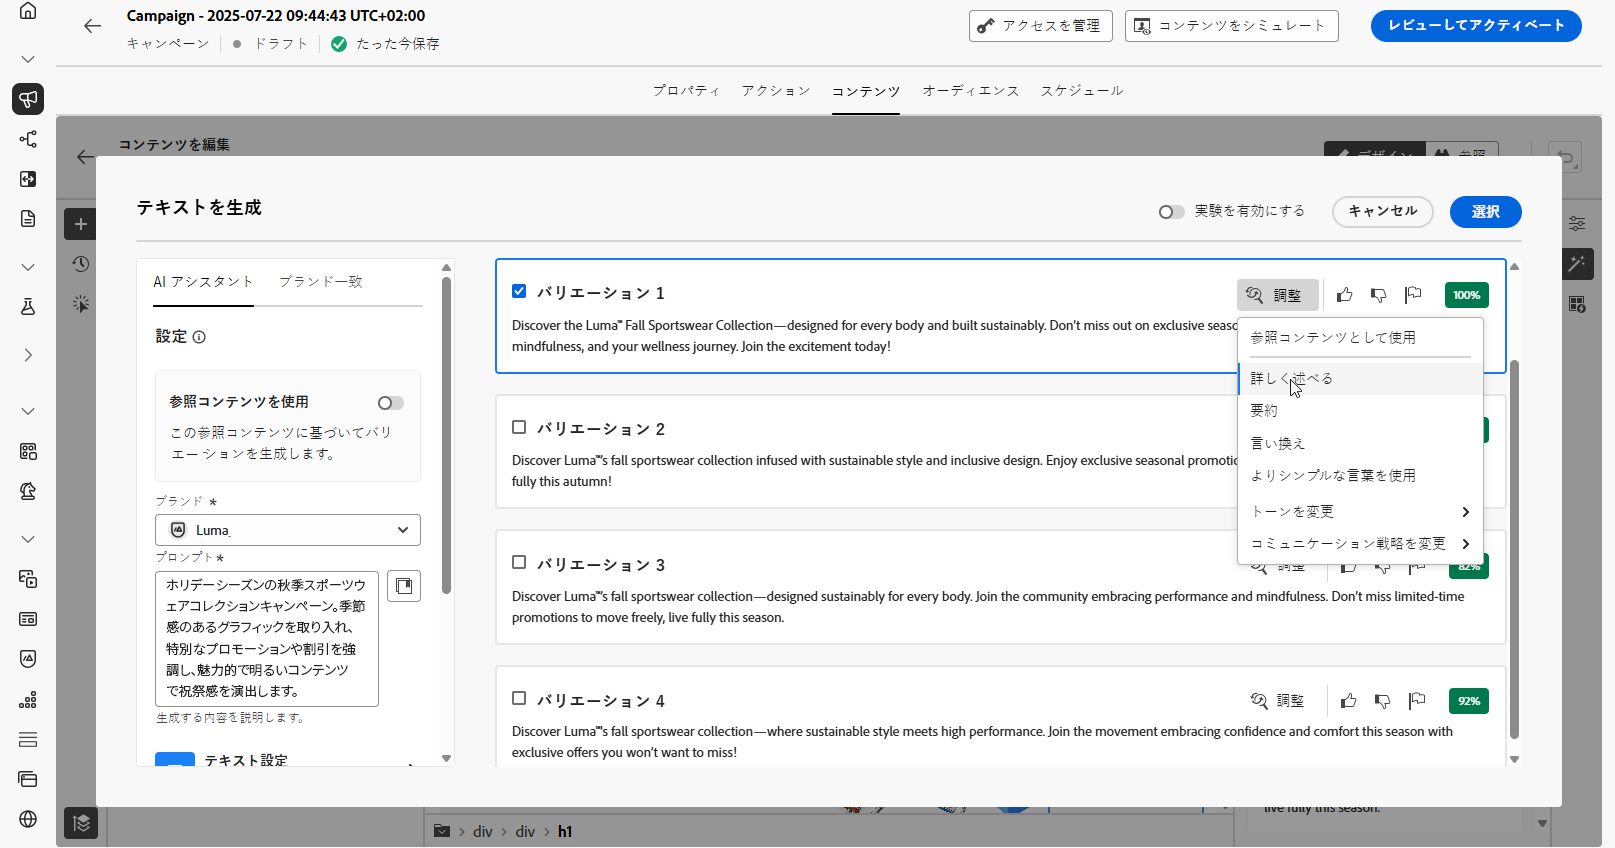 Campaign - 2025-07-22 09:44:43 UTC+02:00
キャンペーン ドラフト たった今保存
アクセスを管理
コンテンツをシミュレート
レビューしてアクティベート
プロパティ アクション コンテンツ オーディエンス スケジュール
コンテンツを編集
デザイン 参照
テキストを生成
実験を有効にする
キャンセル
選択
AI アシスタント ブランド一致
設定
参照コンテンツを使用
この参照コンテンツに基づいてバリ
エーションを生成します。
ブランド *
Luma
プロンプト *
ホリデーシーズンの秋季スポーツウ
ェアコレクションキャンペーン。季節
感のあるグラフィックを取り入れ、
特別なプロモーションや割引を強
調し、魅力的で明るいコンテンツ
で祝祭感を演出します。
生成する内容を説明します。
テキスト設定
バリエーション 1
調整
100%
Discover the Luma™ Fall Sportswear Collection—designed for every body and built sustainably. Don't miss out on exclusive seaso
mindfulness, and your wellness journey. Join the excitement today!
参照コンテンツとして使用
詳しく述べる
要約
言い換え
よりシンプルな言葉を使用
トーンを変更
コミュニケーション戦略を変更
バリエーション 2
Discover Luma™'s fall sportswear collection infused with sustainable style and inclusive design. Enjoy exclusive seasonal promotio
fully this autumn!
バリエーション 3
調整
82%
Discover Luma™'s fall sportswear collection—designed sustainably for every body. Join the community embracing performance and mindfulness. Don't miss limited-time
promotions to move freely, live fully this season.
バリエーション 4
調整
92%
Discover Luma™'s fall sportswear collection—where sustainable style meets high performance. Join the movement embracing confidence and comfort this season with
exclusive offers you won't want to miss!
live fully this season.
div > div > h1